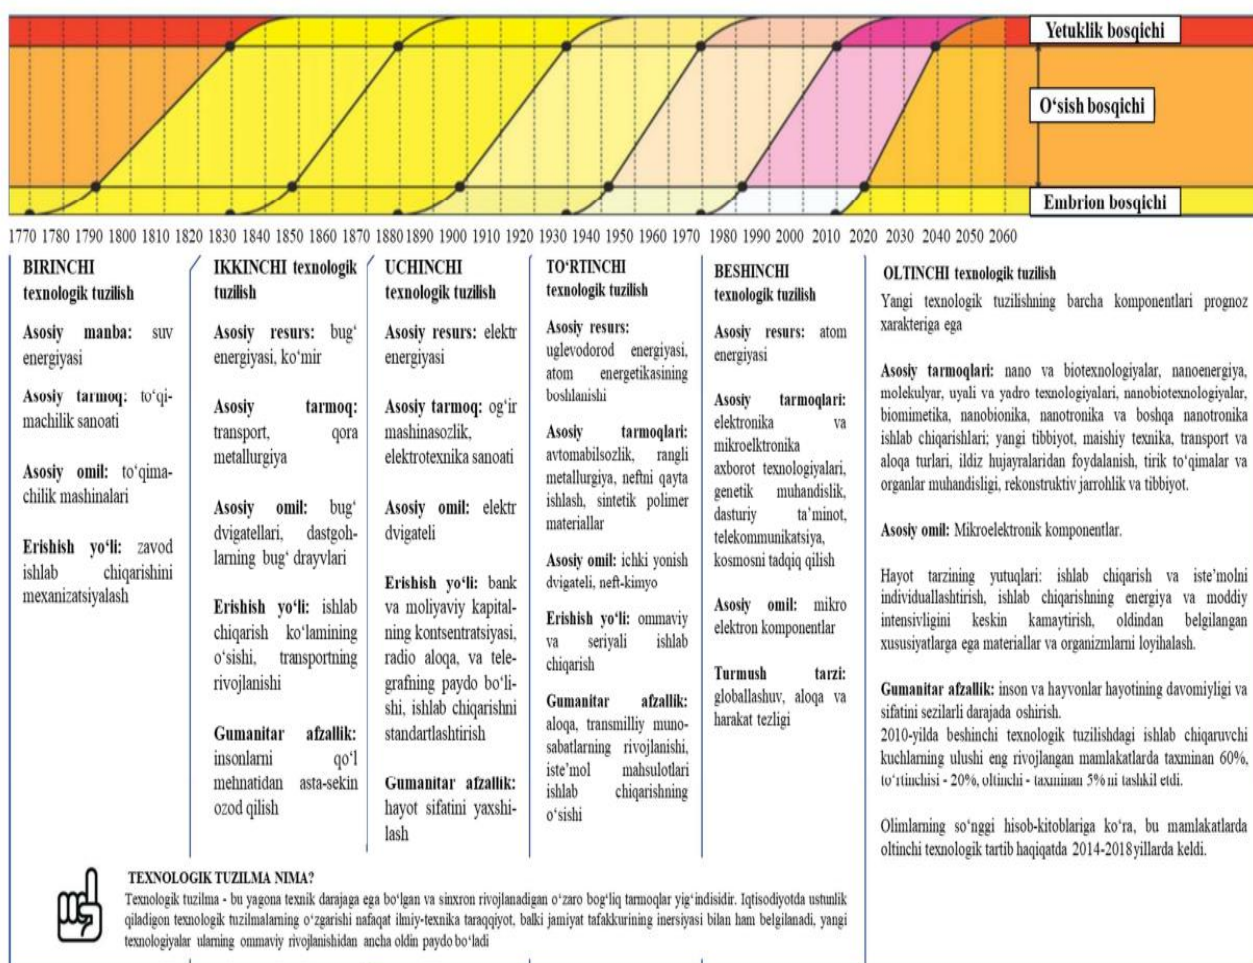 Yetuklik bosqichi
O‘sish bosqichi
Embrion bosqichi
1770 1780 1790 1800 1810 1820 1830 1840 1850 1860 1870 1880 1890 1900 1910 1920 1930 1940 1950 1960 1970 1980 1990 2000 2010 2020 2030 2040 2050 2060
BIRINCHI
texnologik tuzilish
Asosiy manba: suv
energiyasi
Asosiy tarmoq: to‘qi-
machilik sanoati
Asosiy omil: to‘qima-
chilik mashinalari
Erishish yo‘li: zavod
ishlab chiqarishini
mexanizatsiyalash
IKKINCHI texnologik
tuzilish
Asosiy resurs: bug‘
energiyasi, ko‘mir
Asosiy tarmoq:
transport, qora
metallurgiya
Asosiy omil: bug‘
dvigatellari, dastgoh-
larning bug‘ drayvlari
Erishish yo‘li: ishlab
chiqarish ko‘lamining
o‘sishi, transportning
rivojlanishi
Gumanitar afzallik:
insonlarni qo‘l
mehnatidan asta-sekin
ozod qilish
UCHINCHI
texnologik tuzilish
Asosiy resurs: elektr
energiyasi
Asosiy tarmoq: og‘ir
mashinasozlik,
elektrotexnika sanoati
Asosiy omil: elektr
dvigateli
Erishish yo‘li: bank
va moliyaviy kapital-
ning kontsentratsiyasi,
radio aloqa, va tele-
grafning paydo bo‘li-
shi, ishlab chiqarishni
standartlashtirish
Gumanitar afzallik:
hayot sifatini yaxshi-
lash
TO‘RTINCHI
texnologik tuzilish
Asosiy resurs:
uglevodorod energiyasi,
atom energetikasining
boshlanishi
Asosiy tarmoqlari:
avtomabilsozlik, rangli
metallurgiya, neftni qayta
ishlash, sintetik polimer
materiallar
Asosiy omil: ichki yonish
dvigateli, neft-kimyo
Erishish yo‘li: ommaviy
va seriyali ishlab
chiqarish
Gumanitar afzallik:
aloqa, transmilliy muno-
sabatlarning rivojlanishi,
iste’mol mahsulotlari
ishlab chiqarishning
o‘sishi
BESHINCHI
texnologik tuzilish
Asosiy resurs: atom
energiyasi
Asosiy tarmoqlari:
elektronika va
mikroelktronika
axborot texnologiyalari,
genetik muhandislik,
dasturiy ta’minot,
telekommunikatsiya,
kosmosni tadqiq qilish
Asosiy omil: mikro
elektron komponentlar
Turmush tarzi:
globallashuv, aloqa va
harakat tezligi
OLTINCHI texnologik tuzilish
Yangi texnologik tuzilishning barcha komponentlari prognoz
xarakteriga ega
Asosiy tarmoqlari: nano va biotexnologiyalar, nanoenergiya,
molekulyar, uyali va yadro texnologiyalari, nanobiotexnologiyalar,
biomimetika, nanobionika, nanotronika va boshqa nanotronika
ishlab chiqarishlari; yangi tibbiyot, maishiy texnika, transport va
aloqa turlari, ildiz hujayralaridan foydalanish, tirik to‘qimalar va
organlar muhandisligi, rekonstruktiv jarrohlik va tibbiyot.
Asosiy omil: Mikroelektronik komponentlar.
Hayot tarzining yutuqlari: ishlab chiqarish va iste’molni
individuallashtirish, ishlab chiqarishning energiya va moddiy
intensivligini keskin kamaytirish, oldindan belgilangan
xususiyatlarga ega materiallar va organizmlarni loyihalash.
Gumanitar afzallik: inson va hayvonlar hayotining davomiyligi va
sifatini sezilarli darajada oshirish.
2010-yilda beshinchi texnologik tuzilishdagi ishlab chiqaruvchi
kuchlarning ulushi eng rivojlangan mamlakatlarda taxminan 60%,
to‘rtinchisi - 20%, oltinchi - taxminan 5% ni tashkil etdi.
Olimlarning so‘nggi hisob-kitoblariga ko‘ra, bu mamlakatlarda
oltinchi texnologik tartib haqiqatda 2014-2018 yillarda keldi.
TEXNOLOGIK TUZILMA NIMA?
Texnologik tuzilma - bu yagona texnik darajaga ega bo‘lgan va sinxron rivojlanadigan o‘zaro bog‘liq tarmoqlar yig‘indisidir. Iqtisodiyotda ustunlik
qiladigon texnologik tuzilmalarning o‘zgarishi nafaqat ilmiy-texnika taraqqiyot, balki jamiyat tafakkurining inersiyasi bilan ham belgilanadi, yangi
texnologiyalar ularning ommaviy rivojlanishidan ancha oldin paydo bo‘ladi